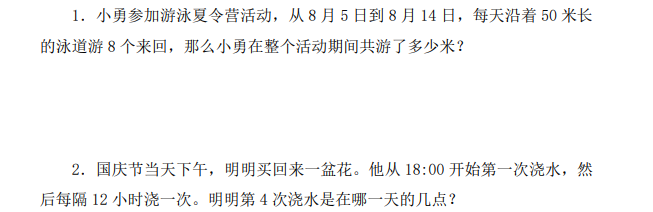 1．小勇参加游泳夏令营活动，从 8 月 5 日到 8 月 14 日，每天沿着 50 米长
的泳道游 8 个来回，那么小勇在整个活动期间共游了多少米？
2．国庆节当天下午，明明买回来一盆花。他从 18:00 开始第一次浇水，然
后每隔 12 小时浇一次。明明第 4 次浇水是在哪一天的几点？